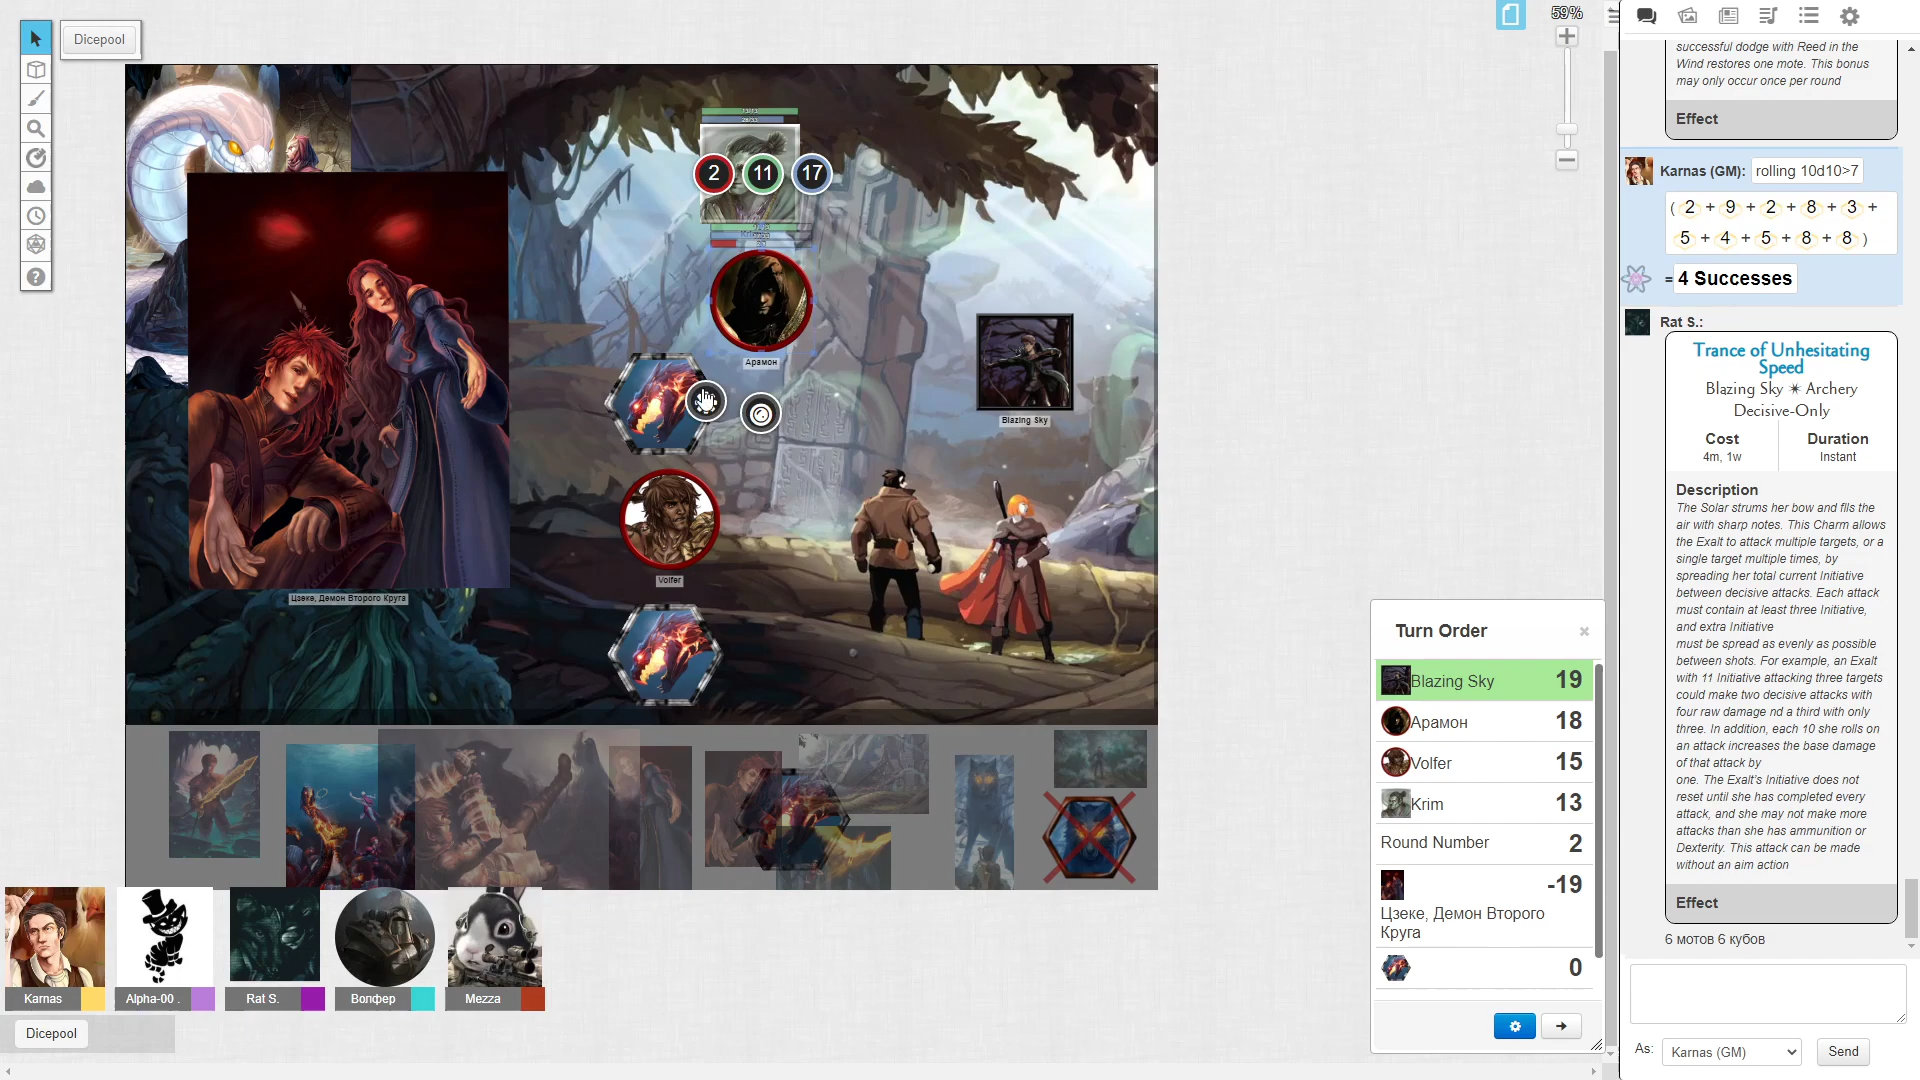 Dicepool
59%
2 11 17
Арамон
Blazing Sky
Volfer
Цзеке, Демон Второго Круга
Turn Order
×
Blazing Sky 19
Арамон 18
Volfer 15
Krim 13
Round Number 2
-19
Цзеке, Демон Второго
Круга
0
Karnas
Alpha-00 .
Rat S.
Волфер
Mezza
Dicepool
successful dodge with Reed in the
Wind restores one mote. This bonus
may only occur once per round
Effect
Karnas (GM): rolling 10d10>7
( 2 + 9 + 2 + 8 + 3 +
5 + 4 + 5 + 8 + 8 )
= 4 Successes
Rat S.:
Trance of Unhesitating
Speed
Blazing Sky ✴ Archery
Decisive-Only
Cost Duration
4m, 1w Instant
Description
The Solar strums her bow and flls the
air with sharp notes. This Charm allows
the Exalt to attack multiple targets, or a
single target multiple times, by
spreading her total current Initiative
between decisive attacks. Each attack
must contain at least three Initiative,
and extra Initiative
must be spread as evenly as possible
between shots. For example, an Exalt
with 11 Initiative attacking three targets
could make two decisive attacks with
four raw damage nd a third with only
three. In addition, each 10 she rolls on
an attack increases the base damage
of that attack by
one. The Exalt's Initiative does not
reset until she has completed every
attack, and she may not make more
attacks than she has ammunition or
Dexterity. This attack can be made
without an aim action
Effect
6 мотов 6 кубов
As: Karnas (GM) Send